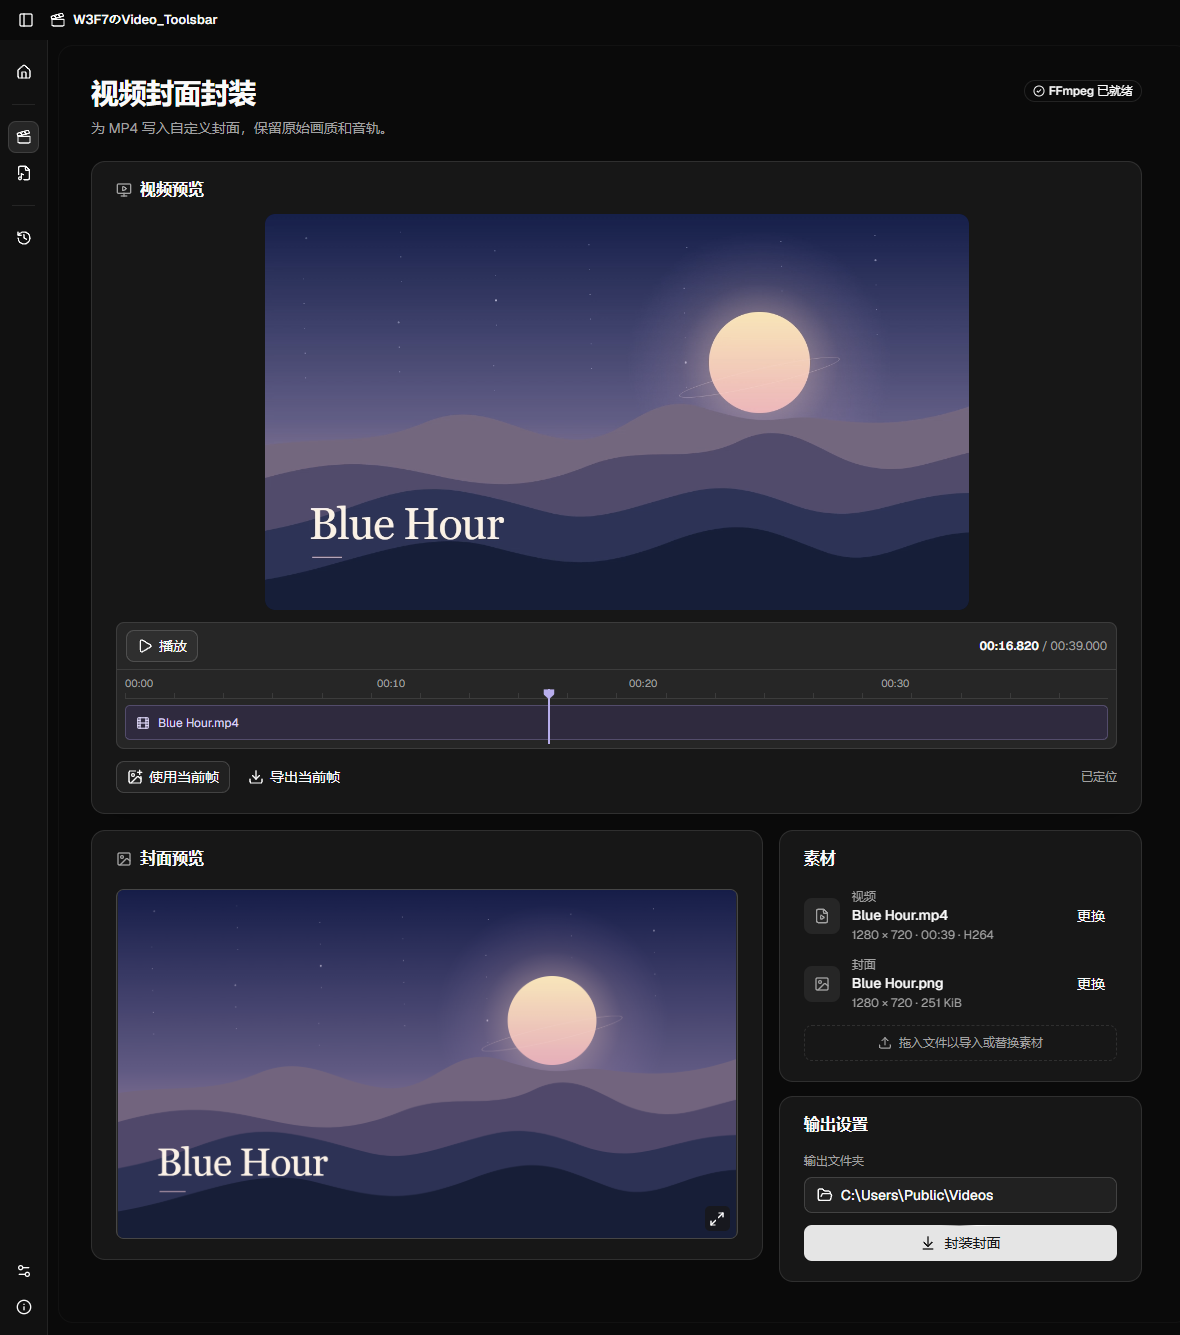 W3F7のVideo_Toolsbar
视频封面封装
FFmpeg 已就绪
为 MP4 写入自定义封面，保留原始画质和音轨。
视频预览
Blue Hour
播放
00:16.820 / 00:39.000
00:00 00:10 00:20 00:30
Blue Hour.mp4
使用当前帧 导出当前帧
已定位
封面预览
Blue Hour
素材
视频
Blue Hour.mp4
更换
1280 × 720 · 00:39 · H264
封面
Blue Hour.png
更换
1280 × 720 · 251 KiB
拖入文件以导入或替换素材
输出设置
输出文件夹
C:\Users\Public\Videos
封装封面